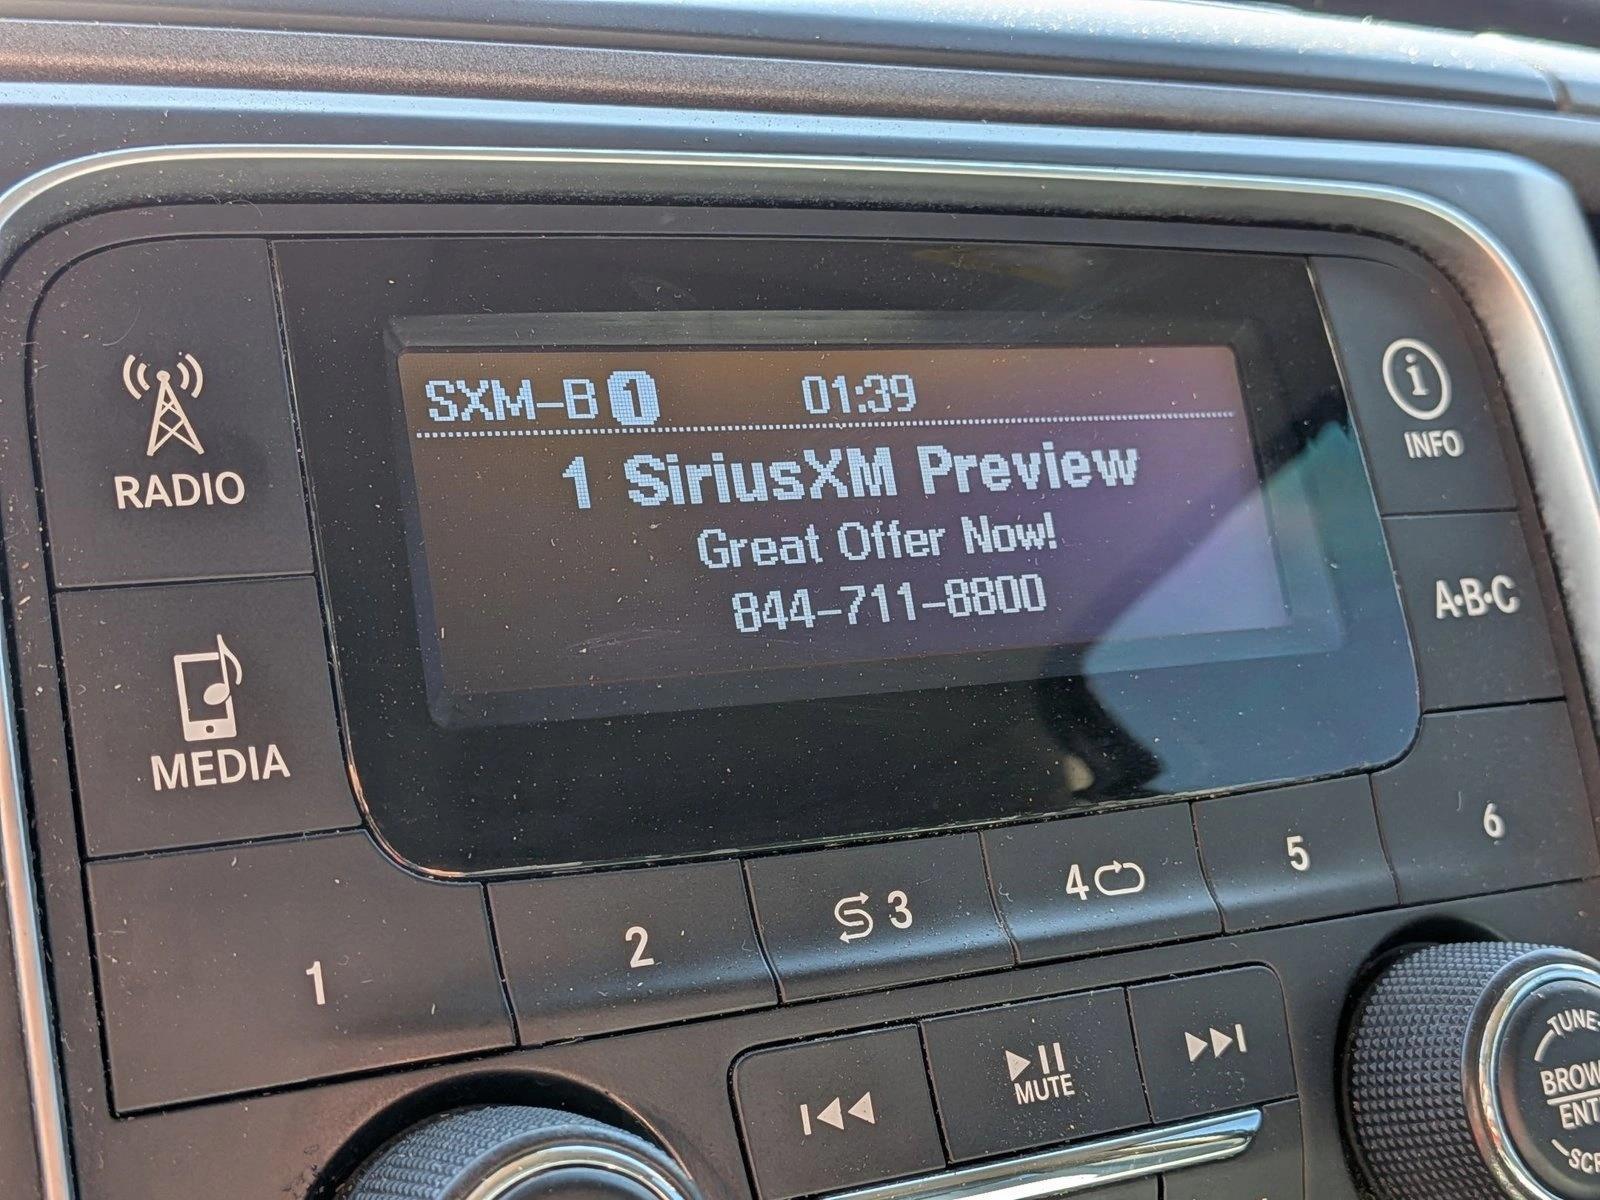 SXM-B 1 01:39
1 SiriusXM Preview
Great Offer Now!
844-711-8800
RADIO
MEDIA
INFO
A•B•C
1
2
3
4
5
6
MUTE
TUNE